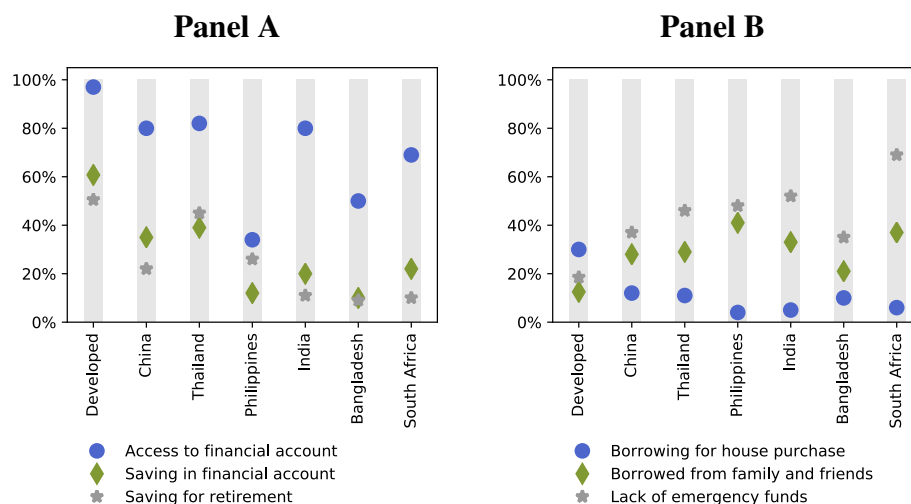 Panel A
100%
80%
60%
40%
20%
0%
Developed
China
Thailand
Philippines
India
Bangladesh
South Africa
Access to financial account
Saving in financial account
Saving for retirement
Panel B
100%
80%
60%
40%
20%
0%
Developed
China
Thailand
Philippines
India
Bangladesh
South Africa
Borrowing for house purchase
Borrowed from family and friends
Lack of emergency funds